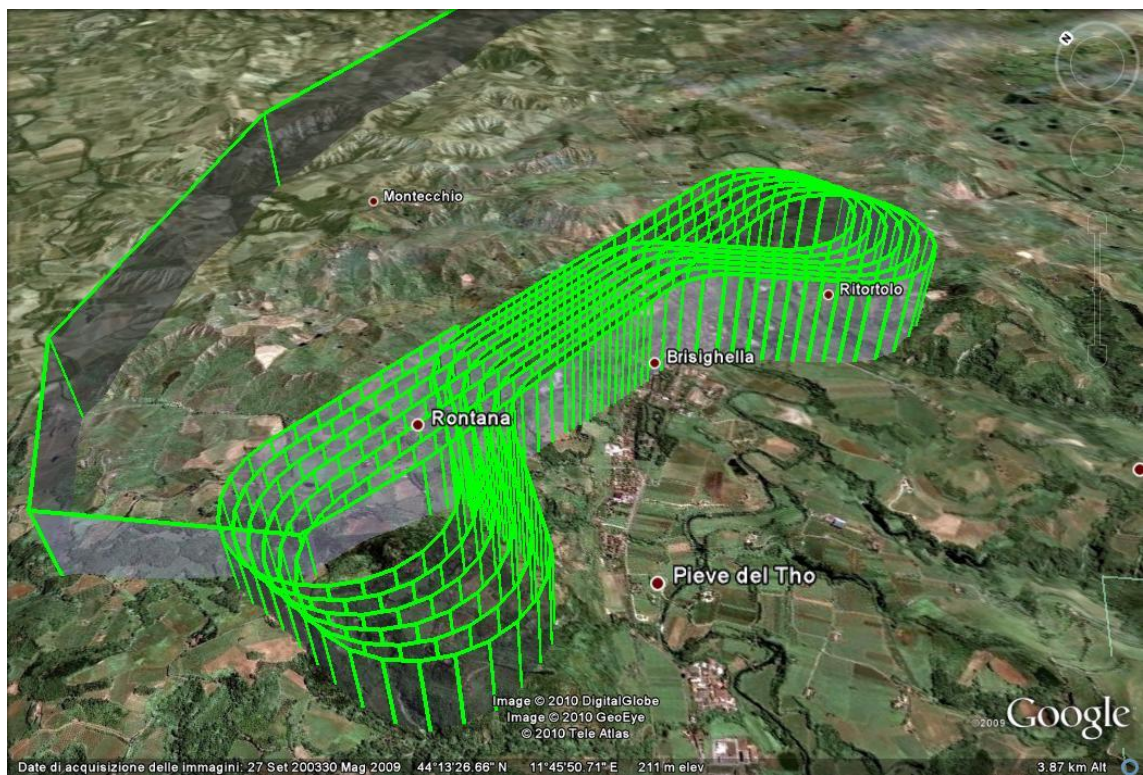 N
Montecchio
Ritortolo
Brisighella
Rontana
Pieve del Tho
Image © 2010 DigitalGlobe
Image © 2010 GeoEye
© 2010 Tele Atlas
©2009 Google
Data di acquisizione delle immagini: 27 Set 200330 Mag 2009 44°13'26.66" N 11°45'50.71" E 211 m elev 3.87 km Alt